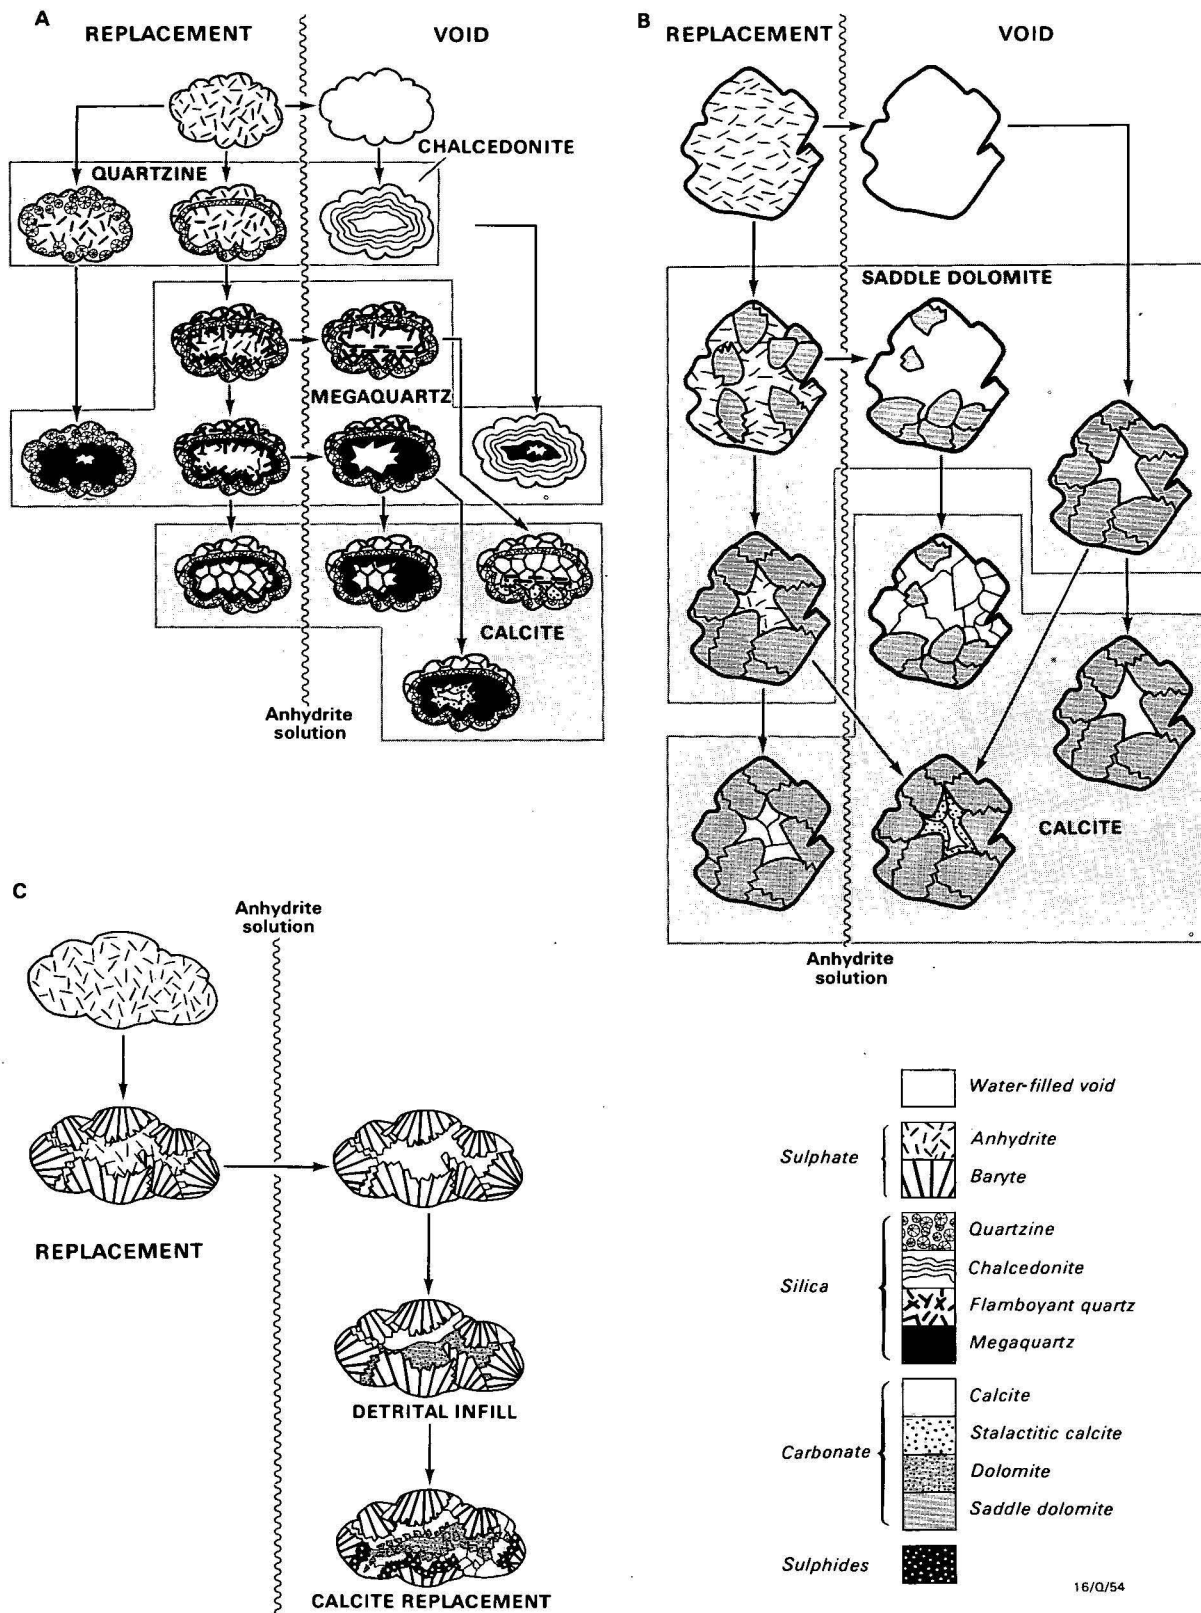 A
REPLACEMENT
VOID
CHALCEDONITE
QUARTZINE
MEGAQUARTZ
CALCITE
Anhydrite
solution
B
REPLACEMENT
VOID
SADDLE DOLOMITE
CALCITE
Anhydrite
solution
C
Anhydrite
solution
REPLACEMENT
DETRITAL INFILL
CALCITE REPLACEMENT
Water-filled void
Sulphate
Anhydrite
Baryte
Silica
Quartzine
Chalcedonite
Flamboyant quartz
Megaquartz
Carbonate
Calcite
Stalactitic calcite
Dolomite
Saddle dolomite
Sulphides
16/Q/54